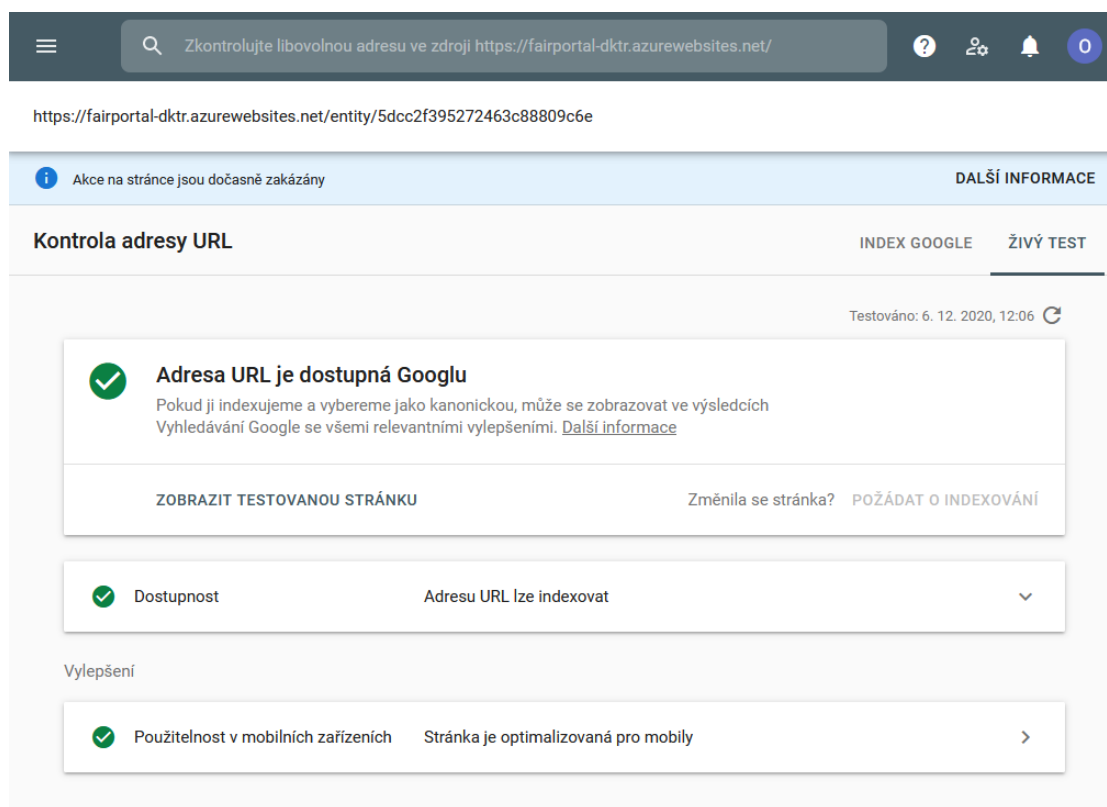 Zkontrolujte libovolnou adresu ve zdroji https://fairportal-dktr.azurewebsites.net/
?
O
https://fairportal-dktr.azurewebsites.net/entity/5dcc2f395272463c88809c6e
i Akce na stránce jsou dočasně zakázány DALŠÍ INFORMACE
Kontrola adresy URL INDEX GOOGLE ŽIVÝ TEST
Testováno: 6. 12. 2020, 12:06
Adresa URL je dostupná Googlu
Pokud ji indexujeme a vybereme jako kanonickou, může se zobrazovat ve výsledcích
Vyhledávání Google se všemi relevantními vylepšeními. Další informace
ZOBRAZIT TESTOVANOU STRÁNKU Změnila se stránka? POŽÁDAT O INDEXOVÁNÍ
Dostupnost Adresu URL lze indexovat
Vylepšení
Použitelnost v mobilních zařízeních Stránka je optimalizovaná pro mobily